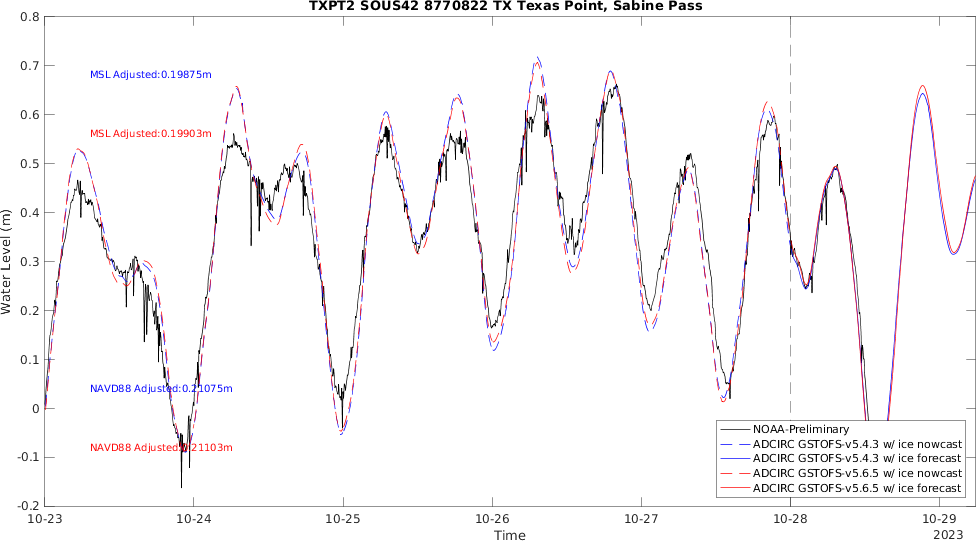 TXPT2 SOUS42 8770822 TX Texas Point, Sabine Pass
0.8
0.7
0.6
0.5
0.4
0.3
0.2
0.1
0
-0.1
-0.2
Water Level (m)
MSL Adjusted:0.19875m
MSL Adjusted:0.19903m
NAVD88 Adjusted:0.21075m
NAVD88 Adjusted:0.21103m
NOAA-Preliminary
ADCIRC GSTOFS-v5.4.3 w/ ice nowcast
ADCIRC GSTOFS-v5.4.3 w/ ice forecast
ADCIRC GSTOFS-v5.6.5 w/ ice nowcast
ADCIRC GSTOFS-v5.6.5 w/ ice forecast
10-23 10-24 10-25 10-26 10-27 10-28 10-29
Time
2023